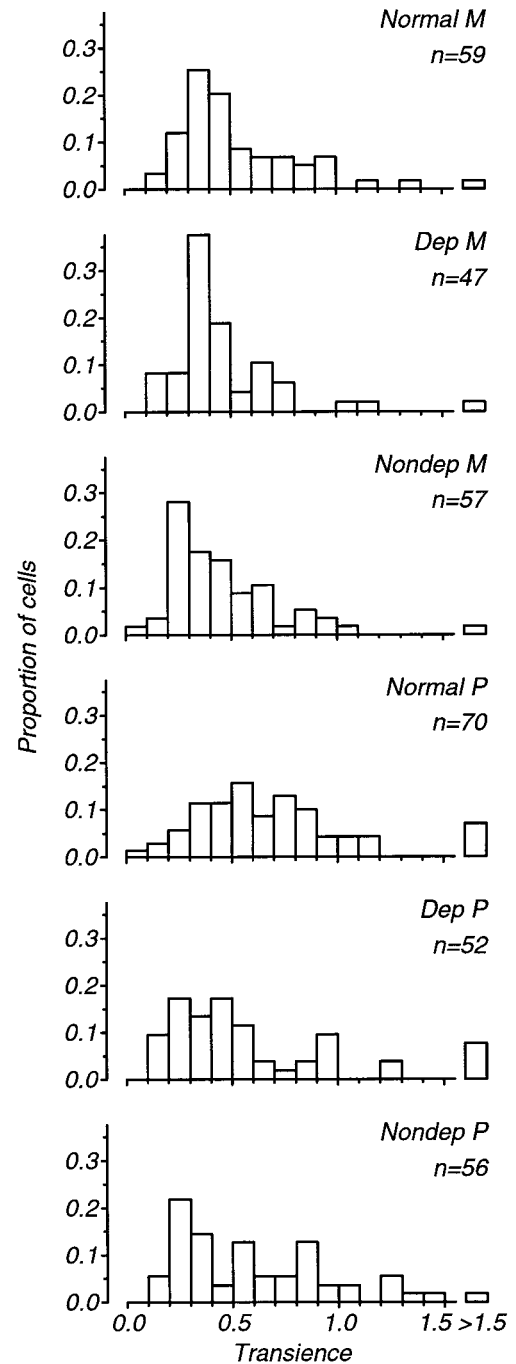 Normal M
n=59
0.3
0.2
0.1
0.0
Dep M
n=47
0.3
0.2
0.1
0.0
Nondep M
n=57
0.3
0.2
0.1
0.0
Proportion of cells
Normal P
n=70
0.3
0.2
0.1
0.0
Dep P
n=52
0.3
0.2
0.1
0.0
Nondep P
n=56
0.3
0.2
0.1
0.0
0.0 0.5 1.0 1.5 >1.5
Transience